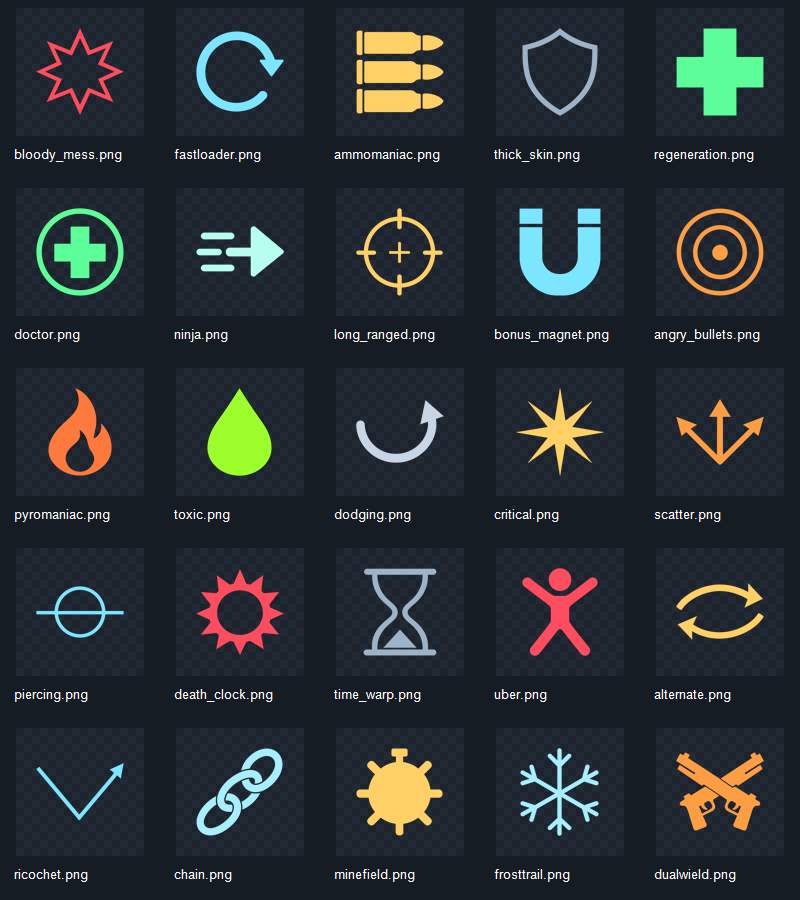 bloody_mess.png
fastloader.png
ammomaniac.png
thick_skin.png
regeneration.png
doctor.png
ninja.png
long_ranged.png
bonus_magnet.png
angry_bullets.png
pyromaniac.png
toxic.png
dodging.png
critical.png
scatter.png
piercing.png
death_clock.png
time_warp.png
uber.png
alternate.png
ricochet.png
chain.png
minefield.png
frosttrail.png
dualwield.png